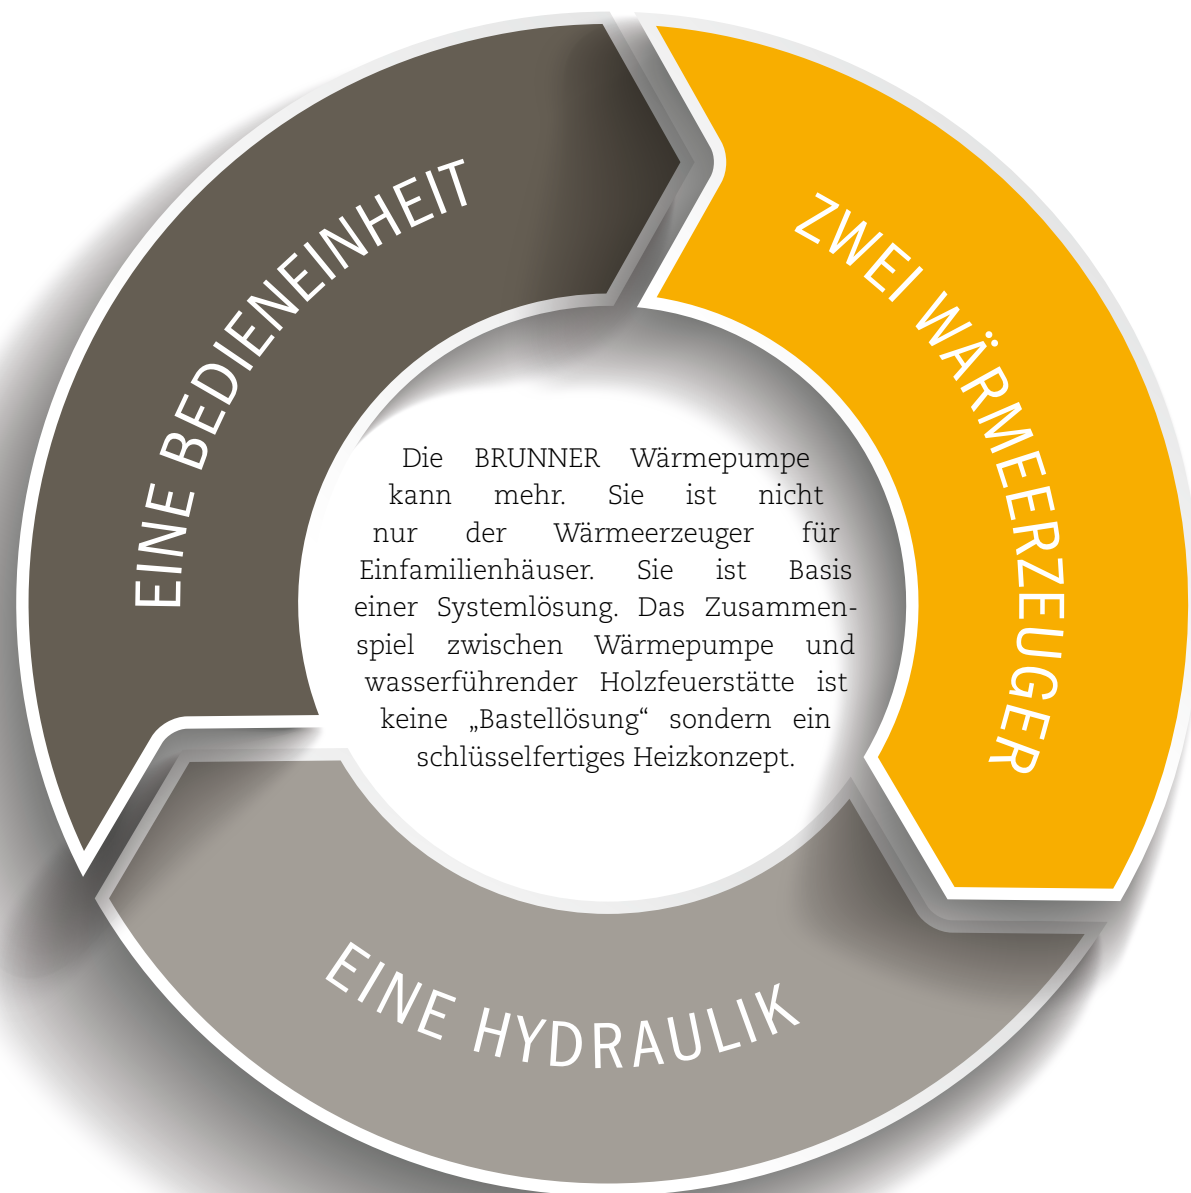 EINE BEDIENEINHEIT
ZWEI WÄRMEERZEUGER
Die BRUNNER Wärmepumpe
kann mehr. Sie ist nicht
nur der Wärmeerzeuger für
Einfamilienhäuser. Sie ist Basis
einer Systemlösung. Das Zusammen-
spiel zwischen Wärmepumpe und
wasserführender Holzfeuerstätte ist
keine „Bastellösung“ sondern ein
schlüsselfertiges Heizkonzept.
EINE HYDRAULIK